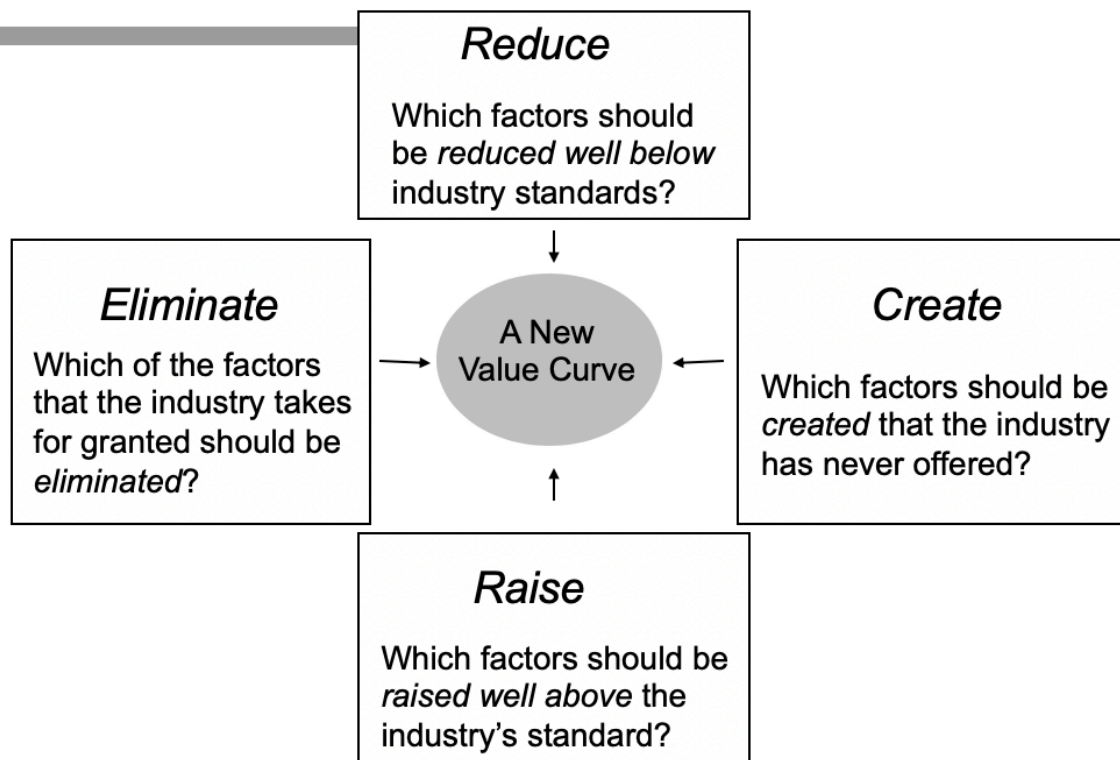 Reduce
Which factors should
be reduced well below
industry standards?
Eliminate
Which of the factors
that the industry takes
for granted should be
eliminated?
A New
Value Curve
Create
Which factors should be
created that the industry
has never offered?
Raise
Which factors should be
raised well above the
industry’s standard?